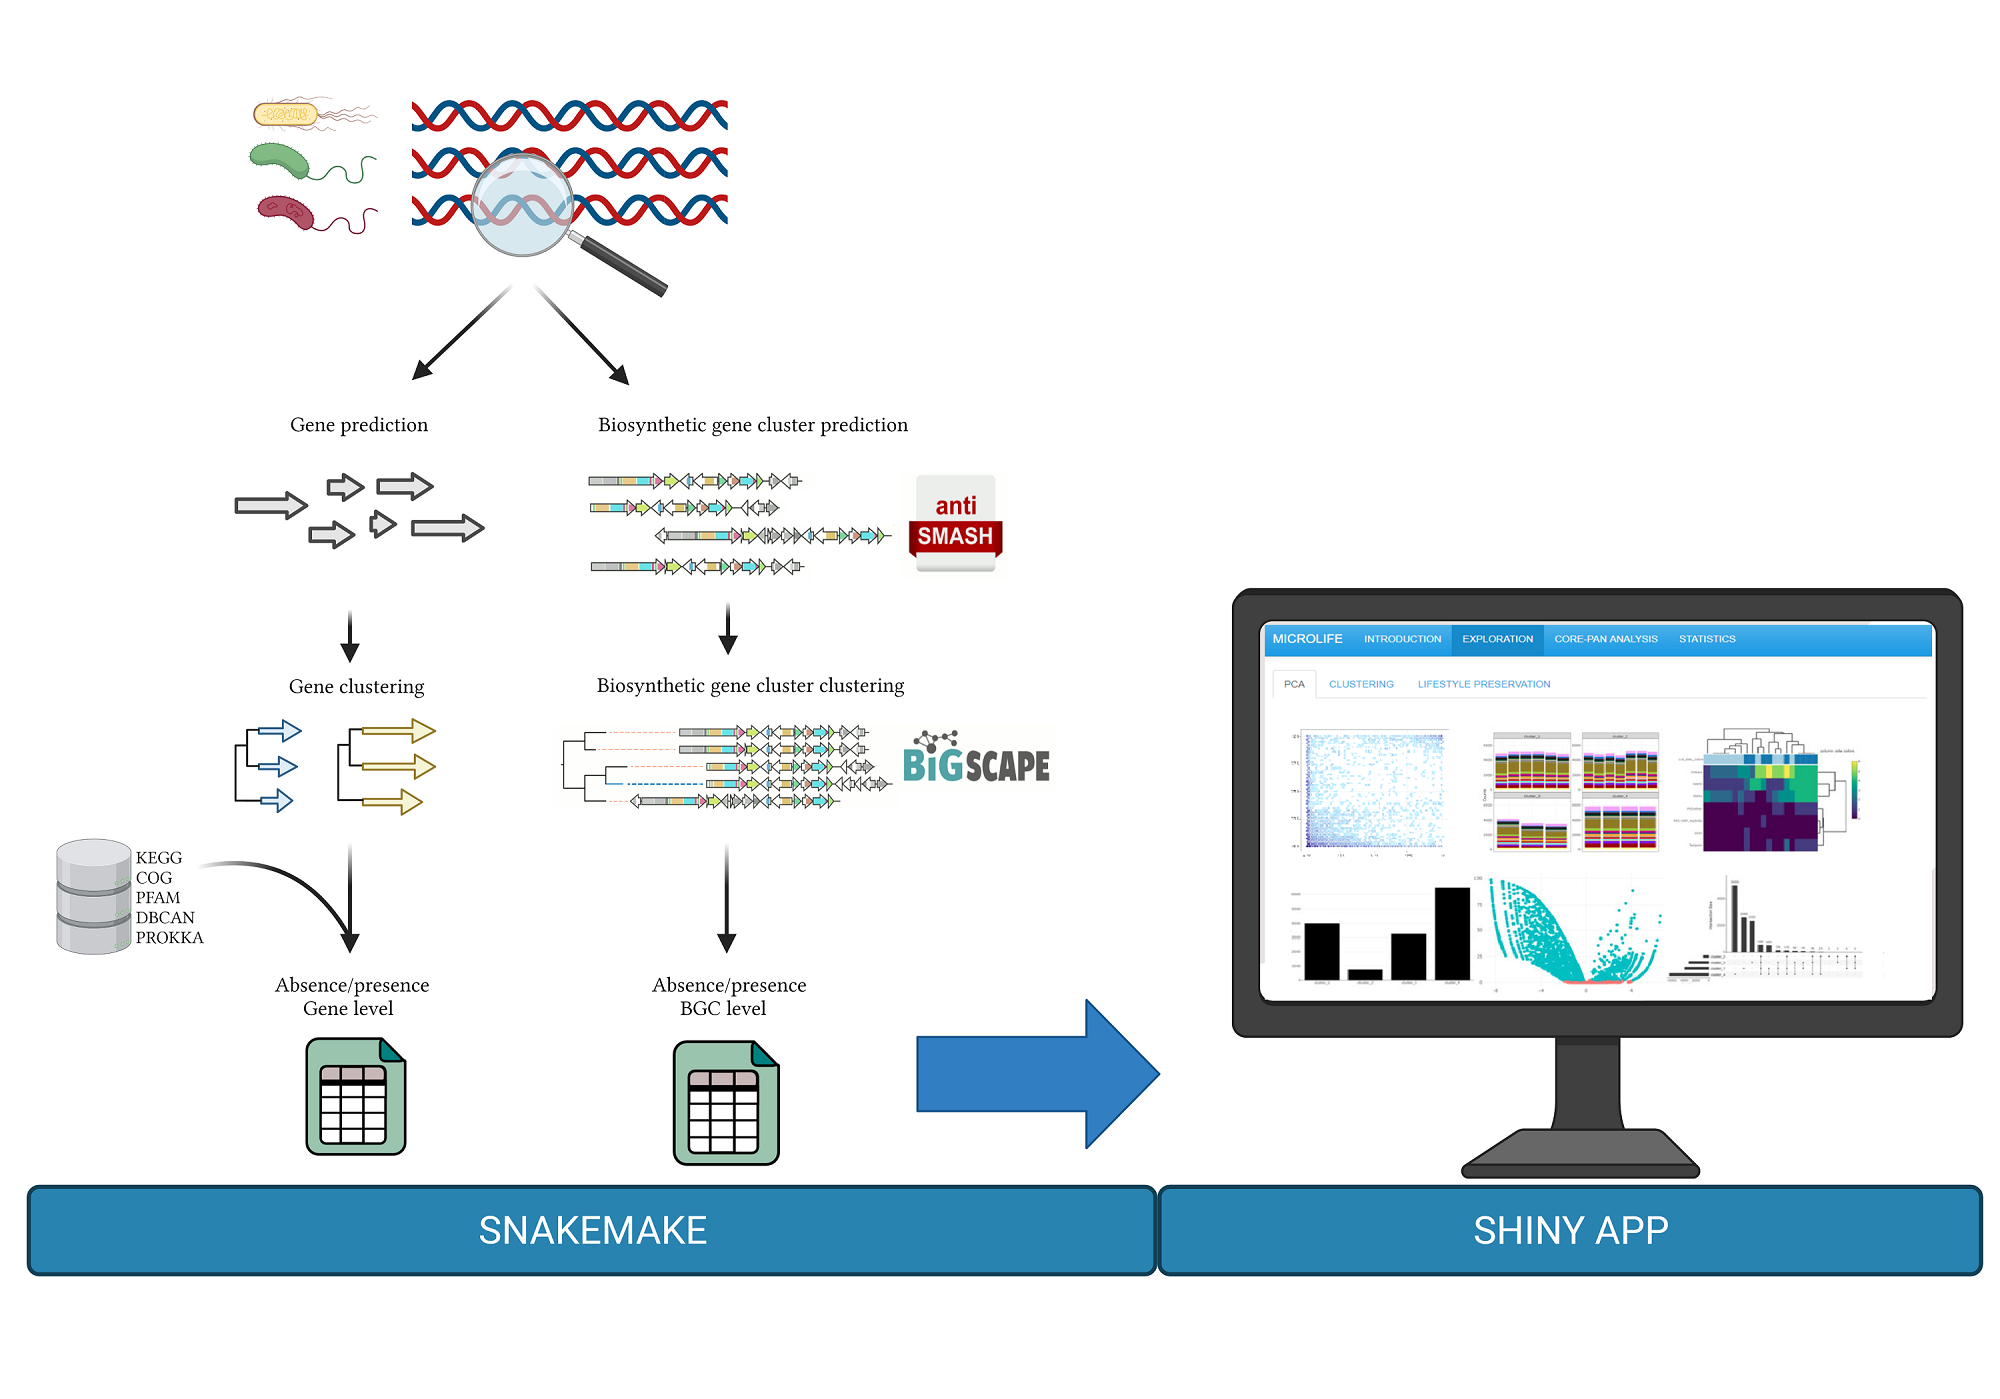 Gene prediction
Biosynthetic gene cluster prediction
anti
SMASH
Gene clustering
Biosynthetic gene cluster clustering
BiGSCAPE
KEGG
COG
PFAM
DBCAN
PROKKA
Absence/presence
Gene level
Absence/presence
BGC level
MICROLIFE INTRODUCTION EXPLORATION CORE-PAN ANALYSIS STATISTICS
PCA CLUSTERING LIFESTYLE PRESERVATION
SNAKEMAKE
SHINY APP